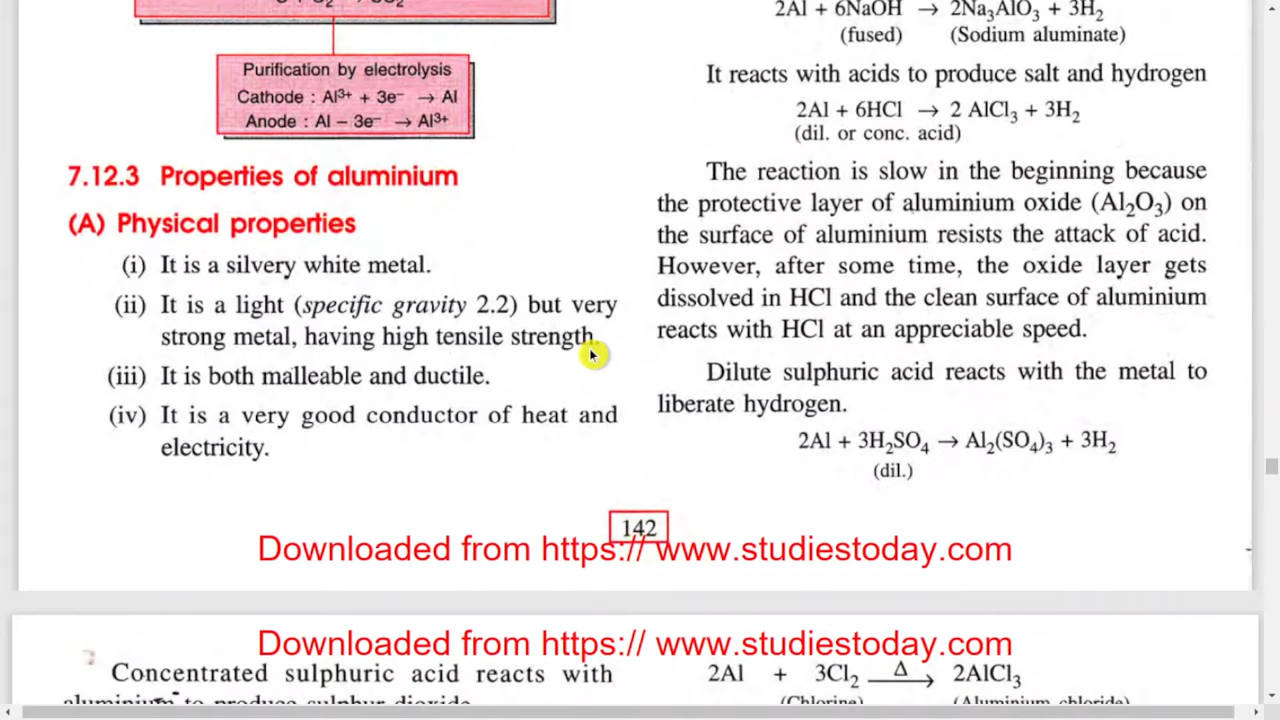 Purification by electrolysis
Cathode : Al³⁺ + 3e⁻ → Al
Anode : Al – 3e⁻ → Al³⁺
7.12.3 Properties of aluminium
(A) Physical properties
(i) It is a silvery white metal.
(ii) It is a light (specific gravity 2.2) but very
strong metal, having high tensile strength.
(iii) It is both malleable and ductile.
(iv) It is a very good conductor of heat and
electricity.
2Al + 6NaOH → 2Na₃AlO₃ + 3H₂
(fused) (Sodium aluminate)
It reacts with acids to produce salt and hydrogen
2Al + 6HCl → 2 AlCl₃ + 3H₂
(dil. or conc. acid)
The reaction is slow in the beginning because
the protective layer of aluminium oxide (Al₂O₃) on
the surface of aluminium resists the attack of acid.
However, after some time, the oxide layer gets
dissolved in HCl and the clean surface of aluminium
reacts with HCl at an appreciable speed.
Dilute sulphuric acid reacts with the metal to
liberate hydrogen.
2Al + 3H₂SO₄ → Al₂(SO₄)₃ + 3H₂
(dil.)
142
Downloaded from https:// www.studiestoday.com
Downloaded from https:// www.studiestoday.com
Concentrated sulphuric acid reacts with
aluminium to produce sulphur dioxide
2Al + 3Cl₂ Δ→ 2AlCl₃
(Chlorine) (Aluminium chloride)